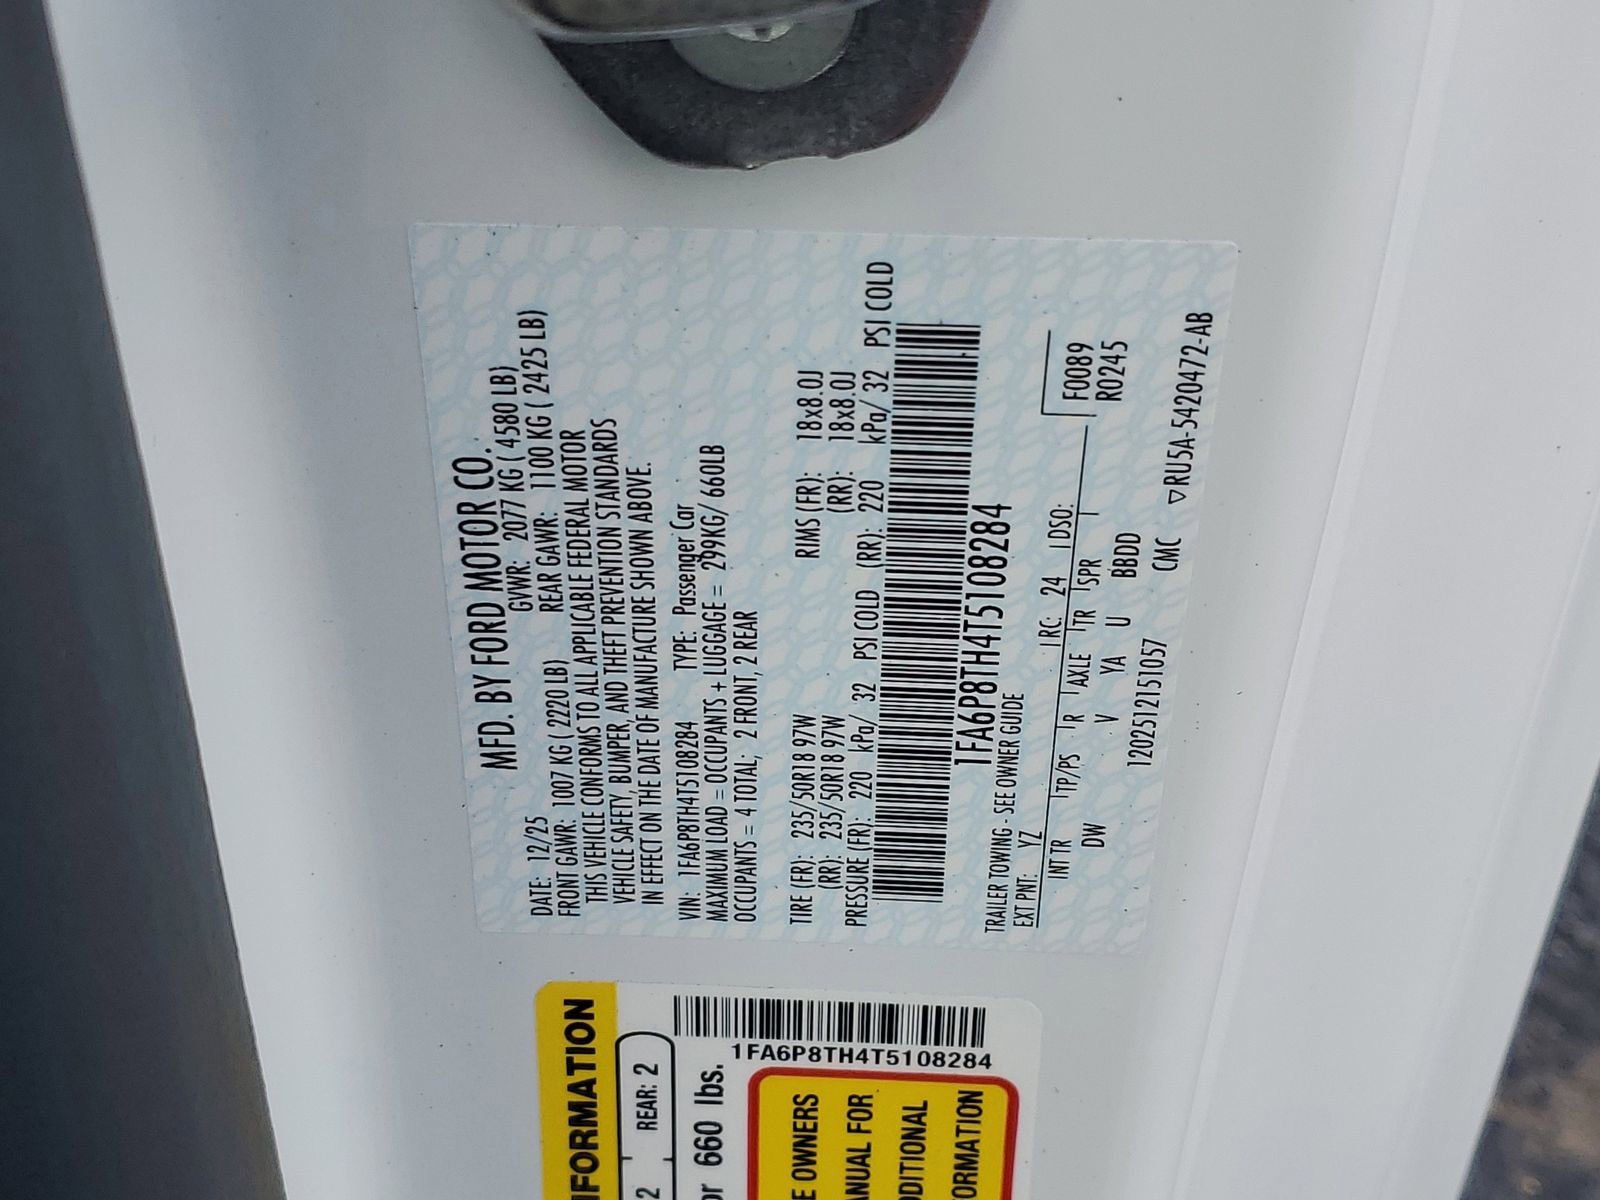 MFD. BY FORD MOTOR CO.
DATE: 12/25 GVWR: 2077 KG ( 4580 LB)
FRONT GAWR: 1007 KG ( 2220 LB) REAR GAWR: 1100 KG ( 2425 LB)
THIS VEHICLE CONFORMS TO ALL APPLICABLE FEDERAL MOTOR
VEHICLE SAFETY, BUMPER, AND THEFT PREVENTION STANDARDS
IN EFFECT ON THE DATE OF MANUFACTURE SHOWN ABOVE.
VIN: 1FA6P8TH4T5108284 TYPE: Passenger Car
MAXIMUM LOAD = OCCUPANTS + LUGGAGE = 299KG/ 660LB
OCCUPANTS = 4 TOTAL; 2 FRONT, 2 REAR
TIRE (FR): 235/50R18 97W RIMS (FR): 18x8.0J
(RR): 235/50R18 97W (RR): 18x8.0J
PRESSURE (FR): 220 kPa/ 32 PSI COLD (RR): 220 kPa/ 32 PSI COLD
1FA6P8TH4T5108284
TRAILER TOWING - SEE OWNER GUIDE
EXT PNT: YZ RC: 24 DSO: F0089
R0245
INT TR TP/PS R AXLE TR SPR
DW V YA U BBDD
1202512151057 CMC ▽RU5A-5420472-AB
NFORMATION
2 REAR: 2
or 660 lbs.
1FA6P8TH4T5108284
E OWNERS
ANUAL FOR
DDITIONAL
ORMATION